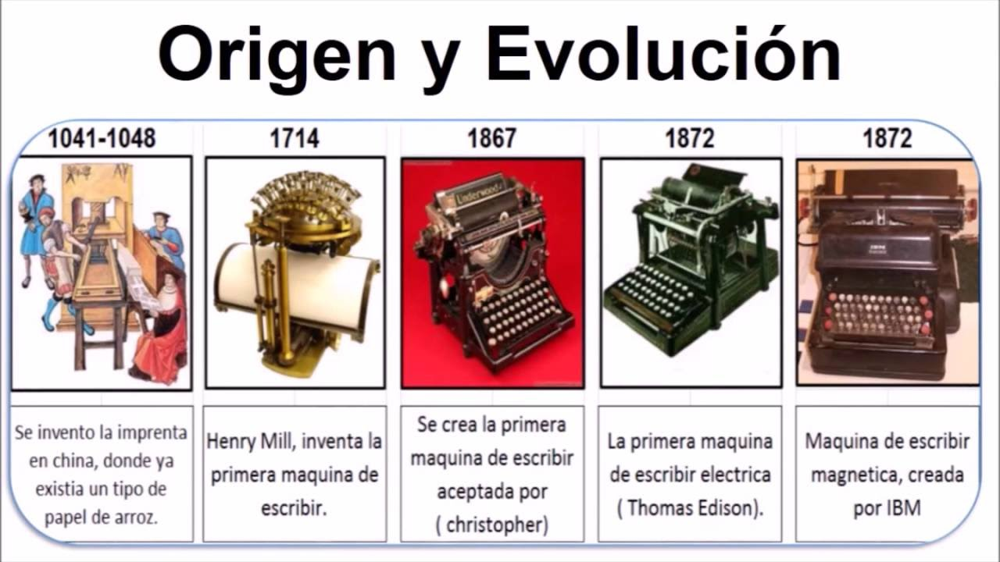 Origen y Evolución
1041-1048
Se invento la imprenta
en china, donde ya
existia un tipo de
papel de arroz.
1714
Henry Mill, inventa la
primera maquina de
escribir.
1867
Underwood
Se crea la primera
maquina de escribir
aceptada por
( christopher)
1872
La primera maquina
de escribir electrica
( Thomas Edison).
1872
IBM
Maquina de escribir
magnetica, creada
por IBM